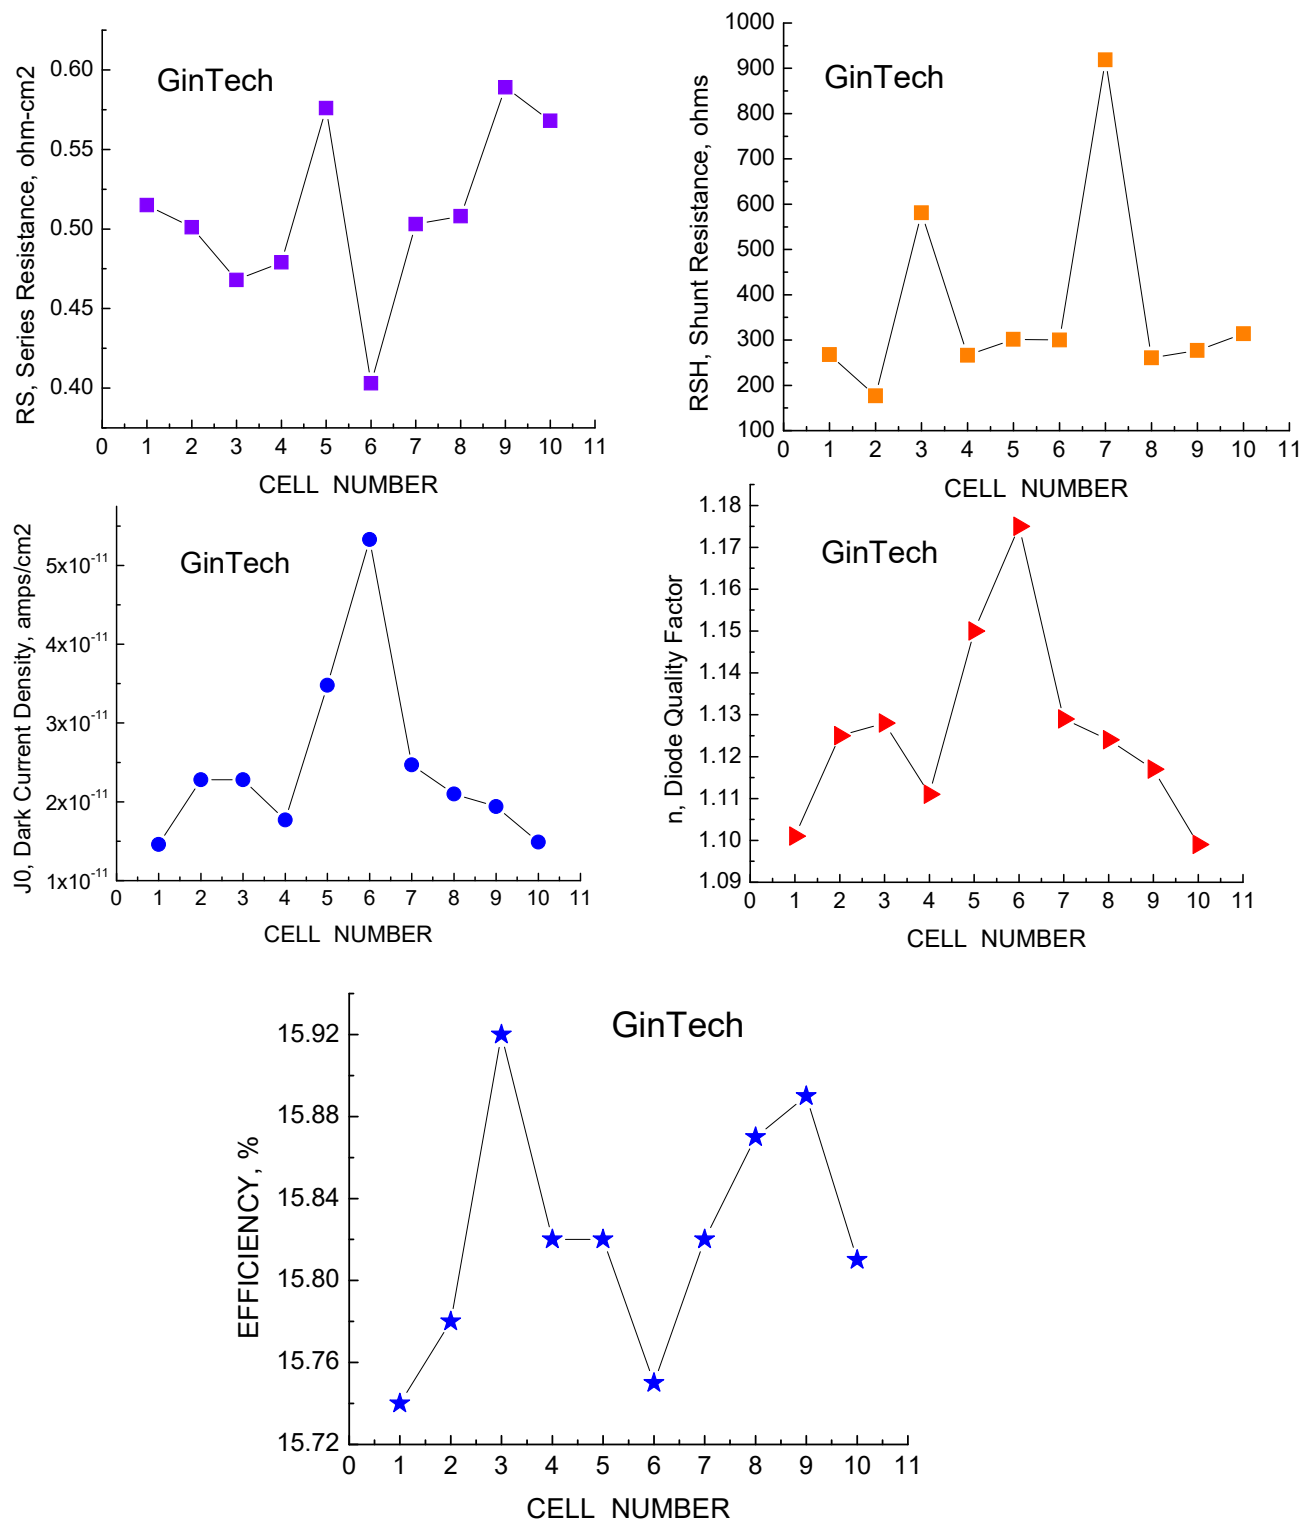 GinTech
RS, Series Resistance, ohm-cm2
0.60
0.55
0.50
0.45
0.40
0 1 2 3 4 5 6 7 8 9 10 11
CELL NUMBER
GinTech
RSH, Shunt Resistance, ohms
1000
900
800
700
600
500
400
300
200
100
0 1 2 3 4 5 6 7 8 9 10 11
CELL NUMBER
GinTech
J0, Dark Current Density, amps/cm2
5x10⁻¹¹
4x10⁻¹¹
3x10⁻¹¹
2x10⁻¹¹
1x10⁻¹¹
0 1 2 3 4 5 6 7 8 9 10 11
CELL NUMBER
GinTech
n, Diode Quality Factor
1.18
1.17
1.16
1.15
1.14
1.13
1.12
1.11
1.10
1.09
0 1 2 3 4 5 6 7 8 9 10 11
CELL NUMBER
GinTech
EFFICIENCY, %
15.92
15.88
15.84
15.80
15.76
15.72
0 1 2 3 4 5 6 7 8 9 10 11
CELL NUMBER